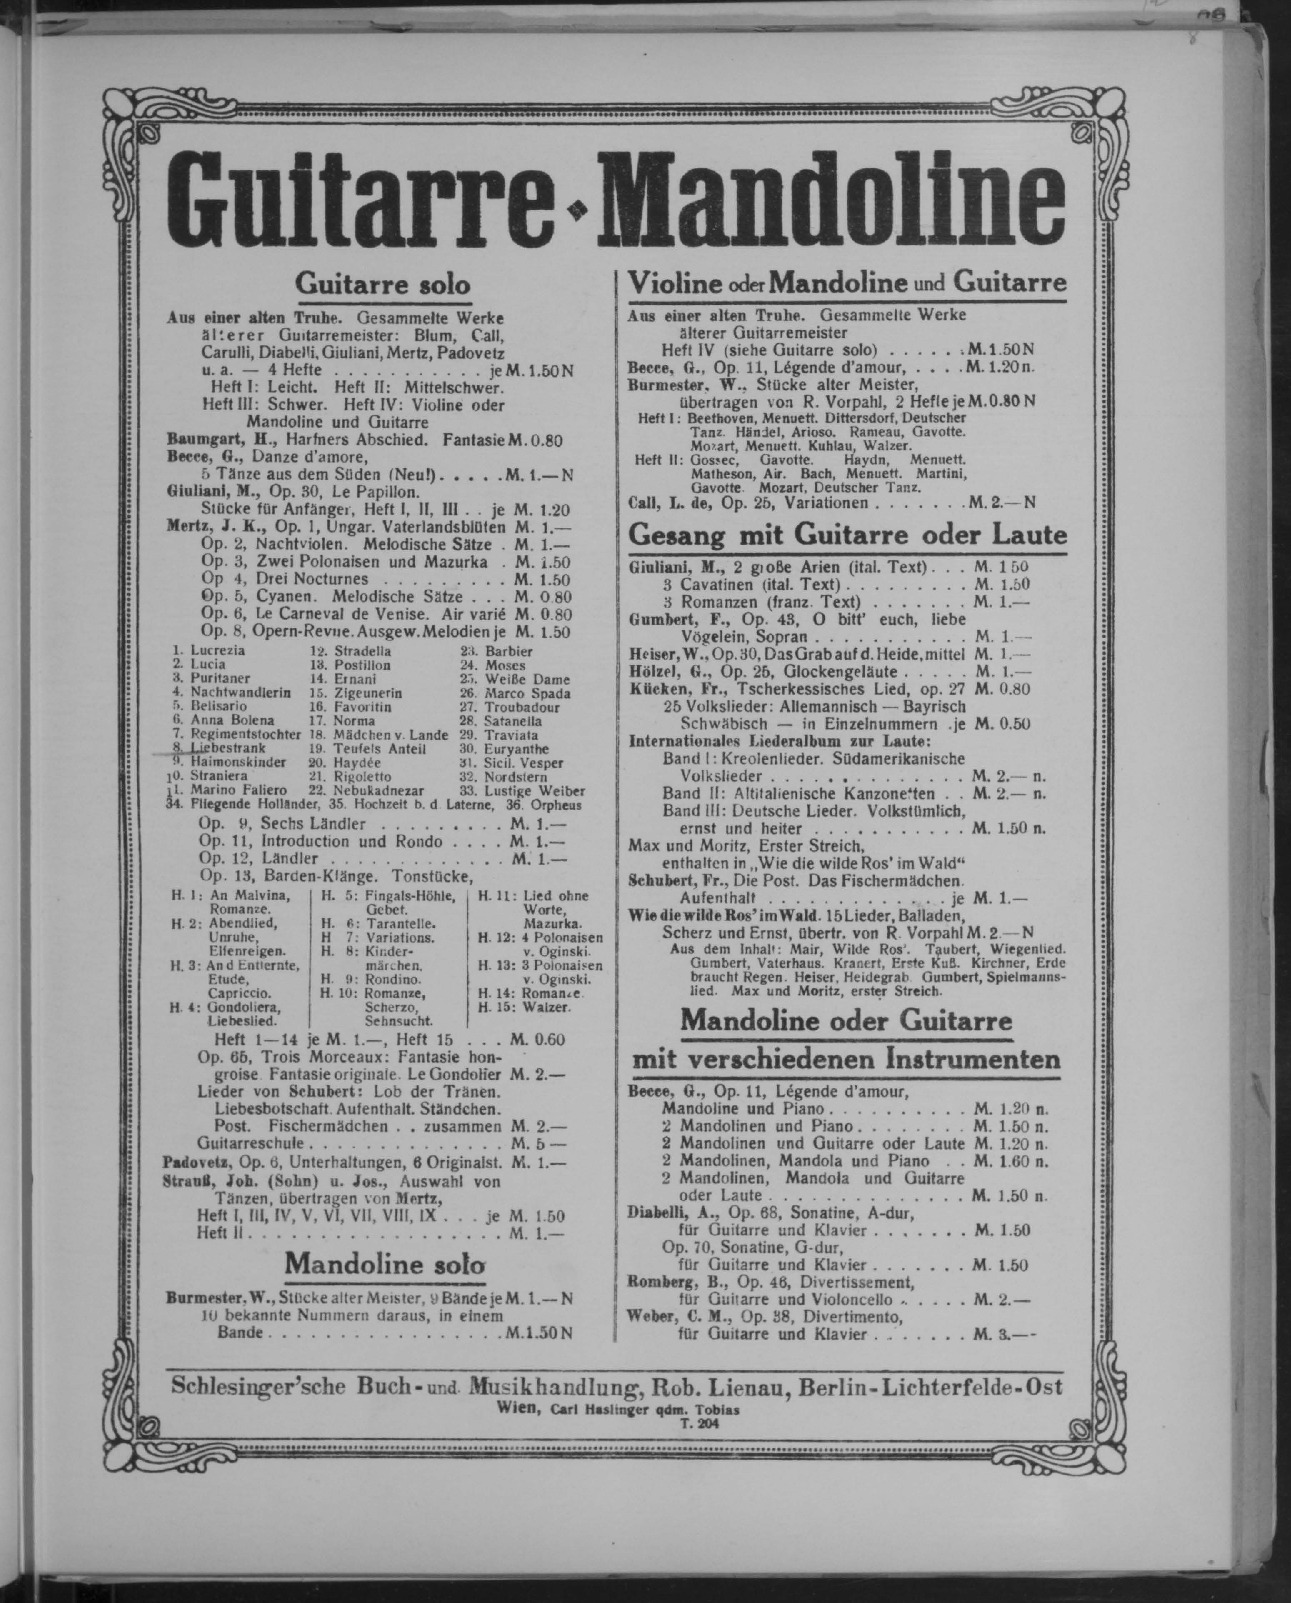 Guitarre · Mandoline
Guitarre solo
Aus einer alten Truhe. Gesammelte Werke
älterer Guitarremeister: Blum, Call,
Carulli, Diabelli, Giuliani, Mertz, Padovetz
u. a. — 4 Hefte . . . . . . . . . . . je M. 1.50 N
Heft I: Leicht. Heft II: Mittelschwer.
Heft III: Schwer. Heft IV: Violine oder
Mandoline und Guitarre
Baumgart, H., Harfners Abschied. Fantasie M. 0.80
Becce, G., Danze d'amore,
5 Tänze aus dem Süden (Neu!) . . . . . M. 1.— N
Giuliani, M., Op. 30, Le Papillon.
Stücke für Anfänger, Heft I, II, III . . je M. 1.20
Mertz, J. K., Op. 1, Ungar. Vaterlandsblüten M. 1.—
Op. 2, Nachtviolen. Melodische Sätze . M. 1.—
Op. 3, Zwei Polonaisen und Mazurka . M. 1.50
Op 4, Drei Nocturnes . . . . . . . . . M. 1.50
Op. 5, Cyanen. Melodische Sätze . . . M. 0.80
Op. 6, Le Carneval de Venise. Air varié M. 0.80
Op. 8, Opern-Revue. Ausgew. Melodien je M. 1.50
1. Lucrezia 12. Stradella 23. Barbier
2. Lucia 13. Postillon 24. Moses
3. Puritaner 14. Ernani 25. Weiße Dame
4. Nachtwandlerin 15. Zigeunerin 26. Marco Spada
5. Belisario 16. Favoritin 27. Troubadour
6. Anna Bolena 17. Norma 28. Satanella
7. Regimentstochter 18. Mädchen v. Lande 29. Traviata
8. Liebestrank 19. Teufels Anteil 30. Euryanthe
9. Haimonskinder 20. Haydée 31. Sicil. Vesper
10. Straniera 21. Rigoletto 32. Nordstern
11. Marino Faliero 22. Nebukadnezar 33. Lustige Weiber
34. Fliegende Holländer, 35. Hochzeit b. d. Laterne, 36. Orpheus
Op. 9, Sechs Ländler . . . . . . . . . M. 1.—
Op. 11, Introduction und Rondo . . . . M. 1.—
Op. 12, Ländler . . . . . . . . . . . . . M. 1.—
Op. 13, Barden-Klänge. Tonstücke,
H. 1: An Malvina, H. 5: Fingals-Höhle, H. 11: Lied ohne
Romanze. Gebet. Worte,
H. 2: Abendlied, H. 6: Tarantelle. Mazurka.
Unruhe, H 7: Variations. H. 12: 4 Polonaisen
Elfenreigen. H. 8: Kinder- v. Oginski.
H. 3: An d Entfernte, märchen. H. 13: 3 Polonaisen
Etude, H. 9: Rondino. v. Oginski.
Capriccio. H. 10: Romanze, H. 14: Romanze.
H. 4: Gondoliera, Scherzo, H. 15: Walzer.
Liebeslied. Sehnsucht.
Heft 1—14 je M. 1.—, Heft 15 . . . M. 0.60
Op. 65, Trois Morceaux: Fantasie hon-
groise. Fantasie originale. Le Gondolier M. 2.—
Lieder von Schubert: Lob der Tränen.
Liebesbotschaft. Aufenthalt. Ständchen.
Post. Fischermädchen . . zusammen M. 2.—
Guitarreschule . . . . . . . . . . . . . . M. 5 —
Padovetz, Op. 6, Unterhaltungen, 6 Originalst. M. 1.—
Strauß, Joh. (Sohn) u. Jos., Auswahl von
Tänzen, übertragen von Mertz,
Heft I, III, IV, V, VI, VII, VIII, IX . . . je M. 1.50
Heft II . . . . . . . . . . . . . . . . . . M. 1.—
Mandoline solo
Burmester, W., Stücke alter Meister, 9 Bände je M. 1.— N
10 bekannte Nummern daraus, in einem
Bande . . . . . . . . . . . . . . . . . M. 1.50 N
Violine oder Mandoline und Guitarre
Aus einer alten Truhe. Gesammelte Werke
älterer Guitarremeister
Heft IV (siehe Guitarre solo) . . . . . . M. 1.50 N
Becce, G., Op. 11, Légende d'amour, . . . . M. 1.20 n.
Burmester, W., Stücke alter Meister,
übertragen von R. Vorpahl, 2 Hefte je M. 0.80 N
Heft I: Beethoven, Menuett. Dittersdorf, Deutscher
Tanz. Händel, Arioso. Rameau, Gavotte.
Mozart, Menuett. Kuhlau, Walzer.
Heft II: Gossec, Gavotte. Haydn, Menuett.
Matheson, Air. Bach, Menuett. Martini,
Gavotte. Mozart, Deutscher Tanz.
Call, L. de, Op. 25, Variationen . . . . . . . M. 2.— N
Gesang mit Guitarre oder Laute
Giuliani, M., 2 große Arien (ital. Text) . . . M. 1 50
3 Cavatinen (ital. Text) . . . . . . . . . M. 1.50
3 Romanzen (franz. Text) . . . . . . . M. 1.—
Gumbert, F., Op. 43, O bitt' euch, liebe
Vögelein, Sopran . . . . . . . . . . . M. 1.—
Heiser, W., Op. 30, Das Grab auf d. Heide, mittel M. 1.—
Hölzel, G., Op. 25, Glockengeläute . . . . . M. 1.—
Kücken, Fr., Tscherkessisches Lied, op. 27 M. 0.80
25 Volkslieder: Allemannisch — Bayrisch
Schwäbisch — in Einzelnummern . je M. 0.50
Internationales Liederalbum zur Laute:
Band I: Kreolenlieder. Südamerikanische
Volkslieder . . . . . . . . . . . . . . M. 2.— n.
Band II: Altitalienische Kanzonetten . . M. 2.— n.
Band III: Deutsche Lieder. Volkstümlich,
ernst und heiter . . . . . . . . . . . M. 1.50 n.
Max und Moritz, Erster Streich,
enthalten in „Wie die wilde Ros' im Wald“
Schubert, Fr., Die Post. Das Fischermädchen.
Aufenthalt . . . . . . . . . . . . . je M. 1.—
Wie die wilde Ros' im Wald. 15 Lieder, Balladen,
Scherz und Ernst, übertr. von R. Vorpahl M. 2.— N
Aus dem Inhalt: Mair, Wilde Ros'. Taubert, Wiegenlied.
Gumbert, Vaterhaus. Kranert, Erste Kuß. Kirchner, Erde
braucht Regen. Heiser, Heidegrab. Gumbert, Spielmanns-
lied. Max und Moritz, erster Streich.
Mandoline oder Guitarre
mit verschiedenen Instrumenten
Becce, G., Op. 11, Légende d'amour,
Mandoline und Piano . . . . . . . . . . M. 1.20 n.
2 Mandolinen und Piano . . . . . . . . M. 1.50 n.
2 Mandolinen und Guitarre oder Laute M. 1.20 n.
2 Mandolinen, Mandola und Piano . . M. 1.60 n.
2 Mandolinen, Mandola und Guitarre
oder Laute . . . . . . . . . . . . . . M. 1.50 n.
Diabelli, A., Op. 68, Sonatine, A-dur,
für Guitarre und Klavier . . . . . . . M. 1.50
Op. 70, Sonatine, G-dur,
für Guitarre und Klavier . . . . . . . M. 1.50
Romberg, B., Op. 46, Divertissement,
für Guitarre und Violoncello . . . . . M. 2.—
Weber, C. M., Op. 38, Divertimento,
für Guitarre und Klavier . . . . . . . M. 3.—
Schlesinger'sche Buch- und Musikhandlung, Rob. Lienau, Berlin-Lichterfelde-Ost
Wien, Carl Haslinger qdm. Tobias
T. 204